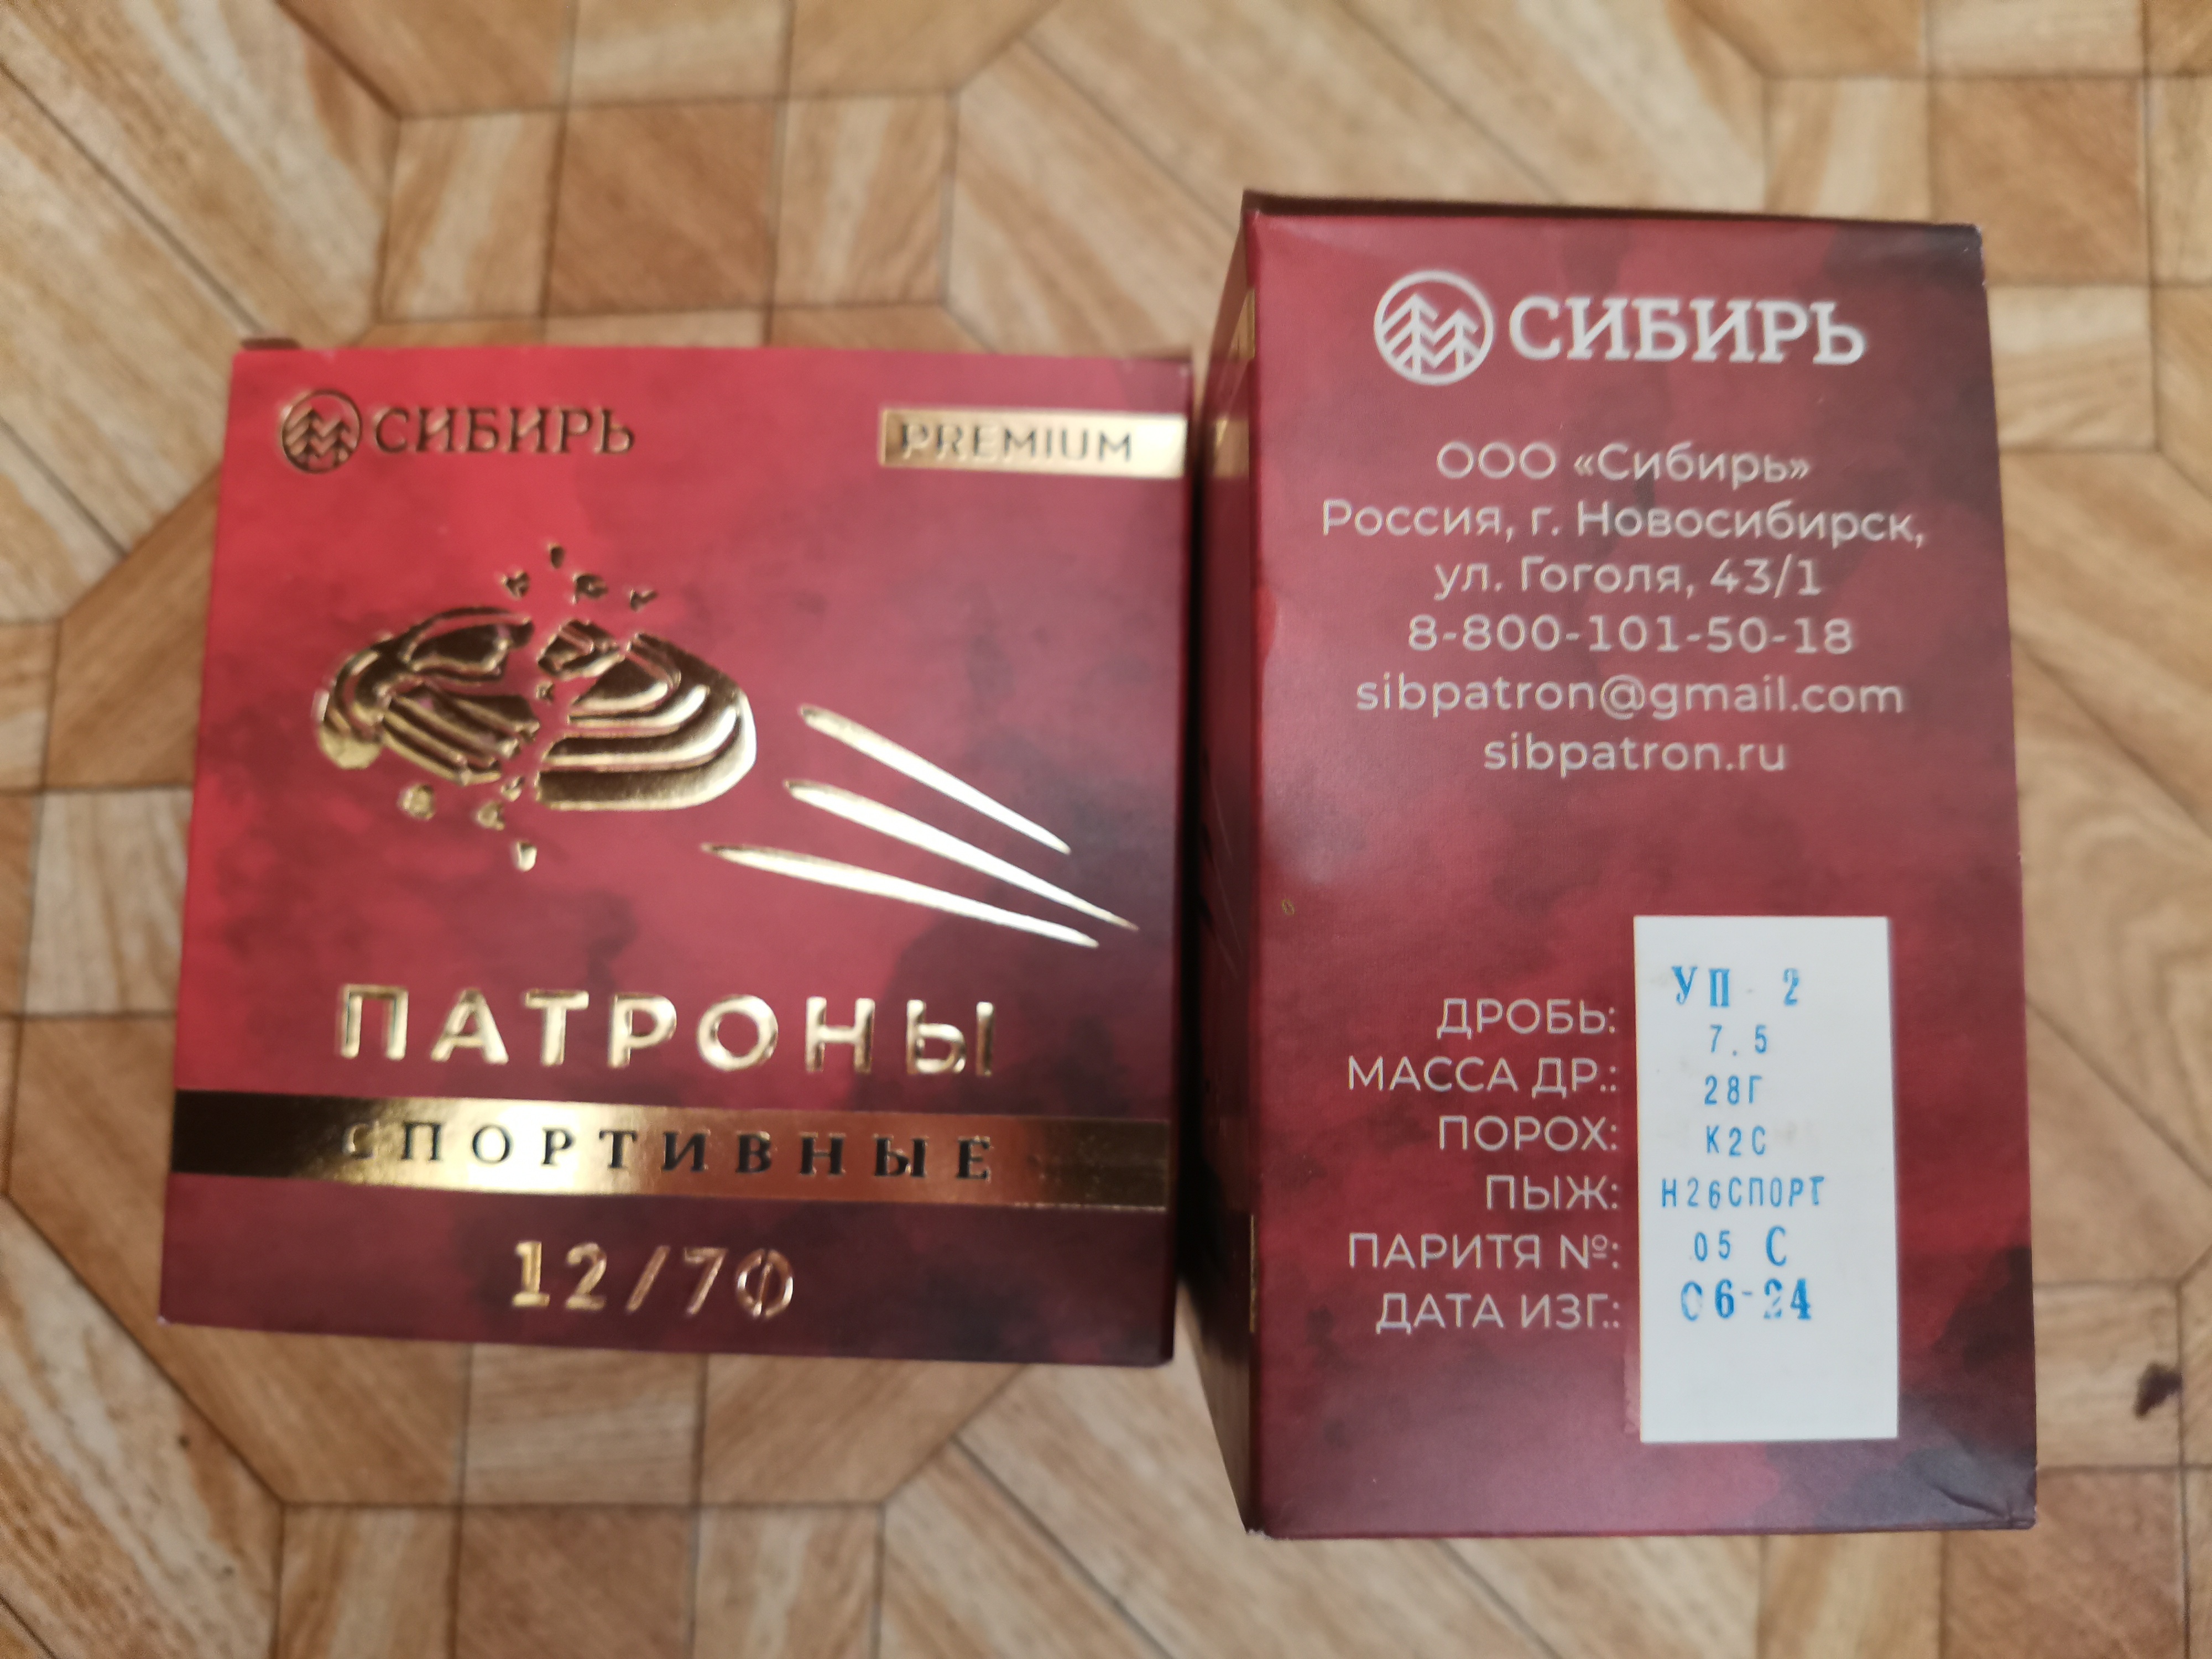 СИБИРЬ
PREMIUM
ПАТРОНЫ
СПОРТИВНЫЕ
12/70
СИБИРЬ
ООО «Сибирь»
Россия, г. Новосибирск,
ул. Гоголя, 43/1
8-800-101-50-18
sibpatron@gmail.com
sibpatron.ru
УП-2
ДРОБЬ: 7.5
МАССА ДР.: 28Г
ПОРОХ: К2С
ПЫЖ: Н26СПОРТ
ПАРИТЯ №: 05 С
ДАТА ИЗГ.: 06-24